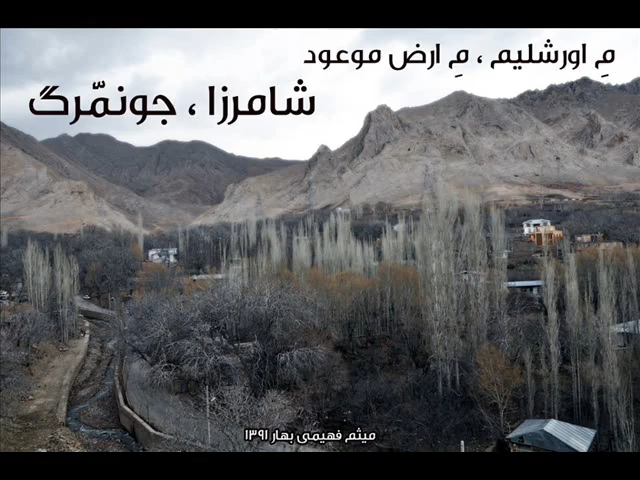 مِ اورشلیم ، مِ ارض موعود
شامرزا ، جونمّرگ
میثم فهیمی بهار ۱۳۹۱